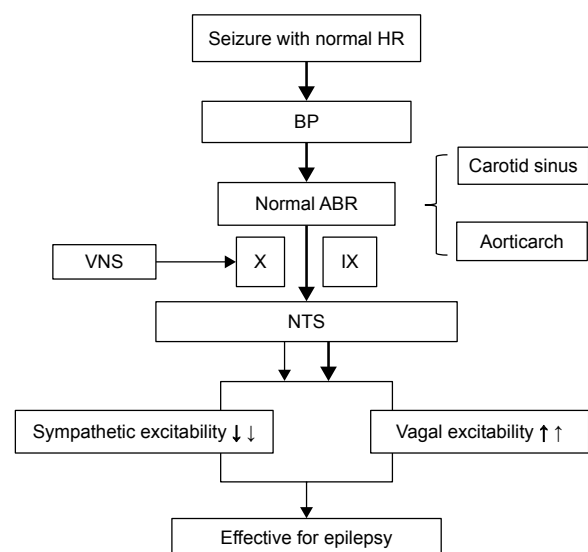 Seizure with normal HR
BP
Carotid sinus
Normal ABR
Aorticarch
VNS
X
IX
NTS
Sympathetic excitability ↓↓
Vagal excitability ↑↑
Effective for epilepsy